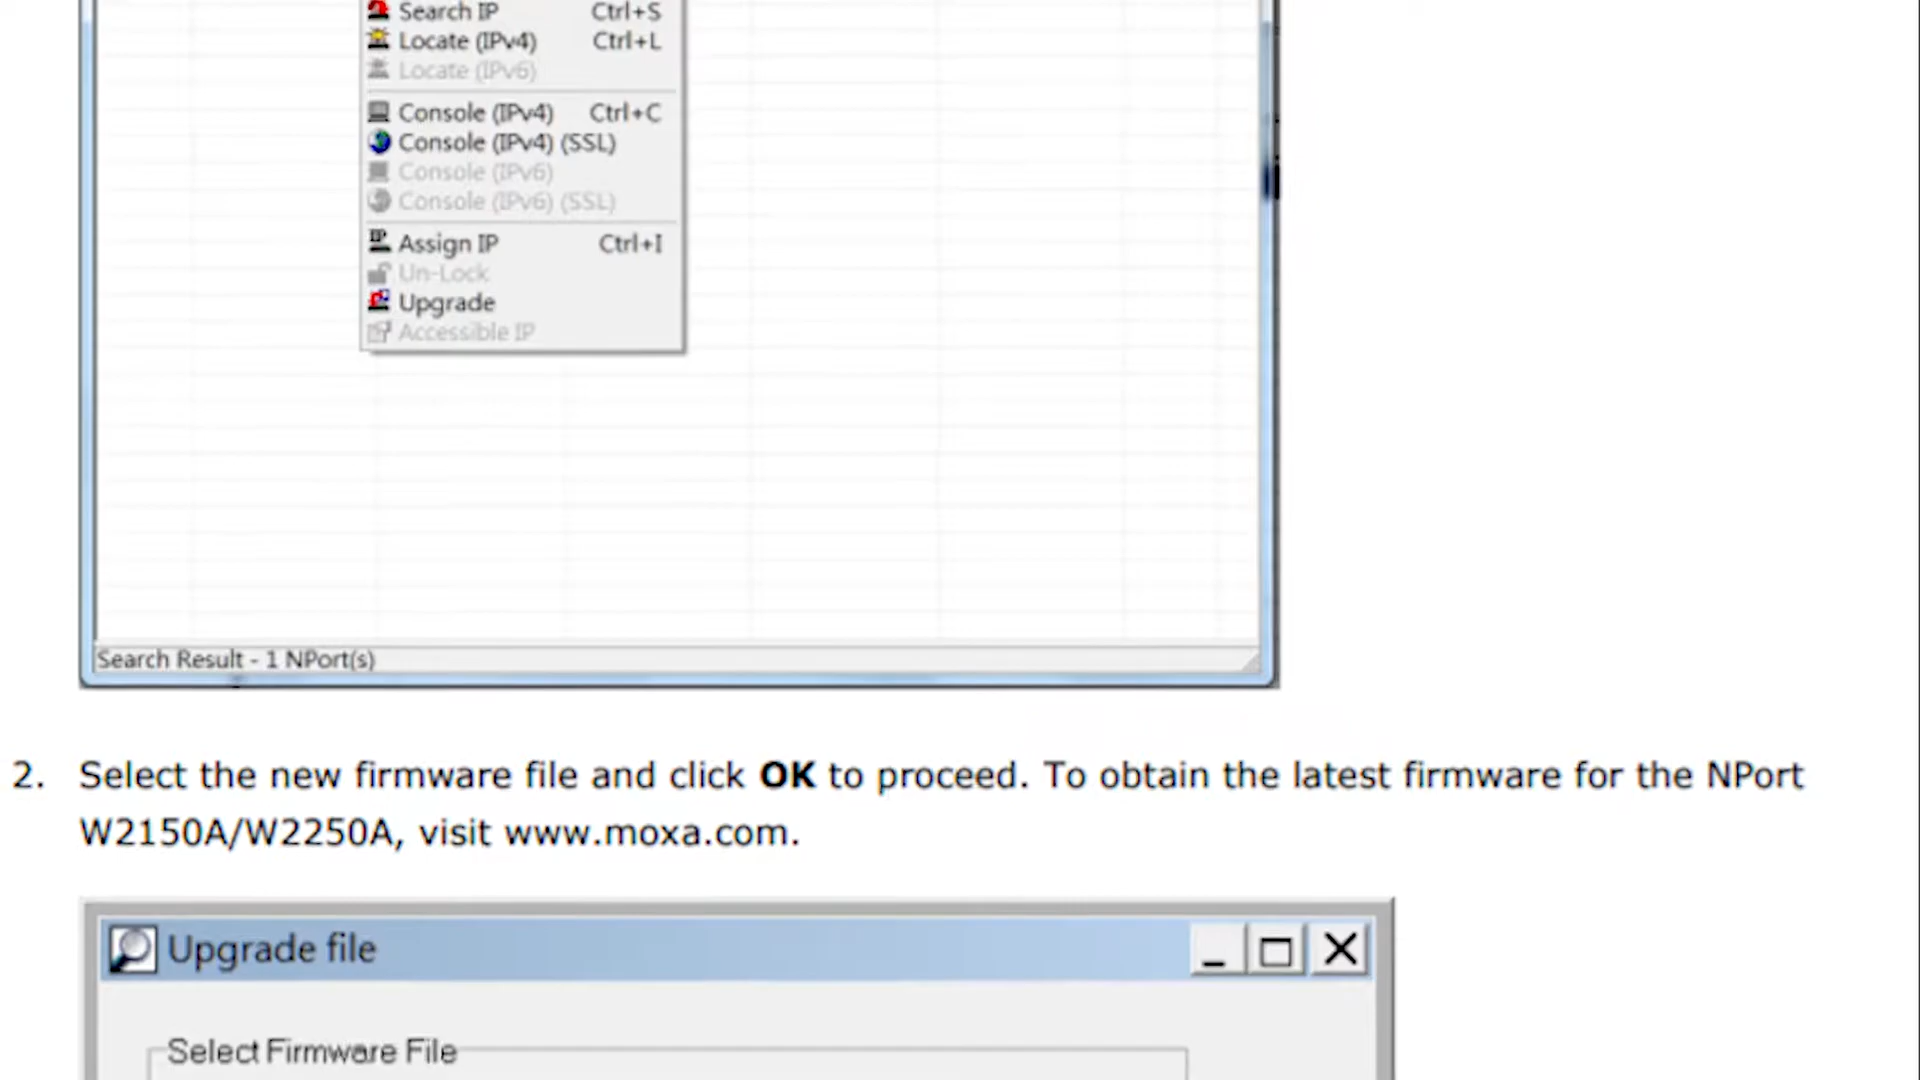 Search IP Ctrl+S
Locate (IPv4) Ctrl+L
Locate (IPv6)
Console (IPv4) Ctrl+C
Console (IPv4) (SSL)
Console (IPv6)
Console (IPv6) (SSL)
Assign IP Ctrl+I
Un-Lock
Upgrade
Accessible IP
Search Result - 1 NPort(s)
2. Select the new firmware file and click OK to proceed. To obtain the latest firmware for the NPort
W2150A/W2250A, visit www.moxa.com.
Upgrade file
Select Firmware File